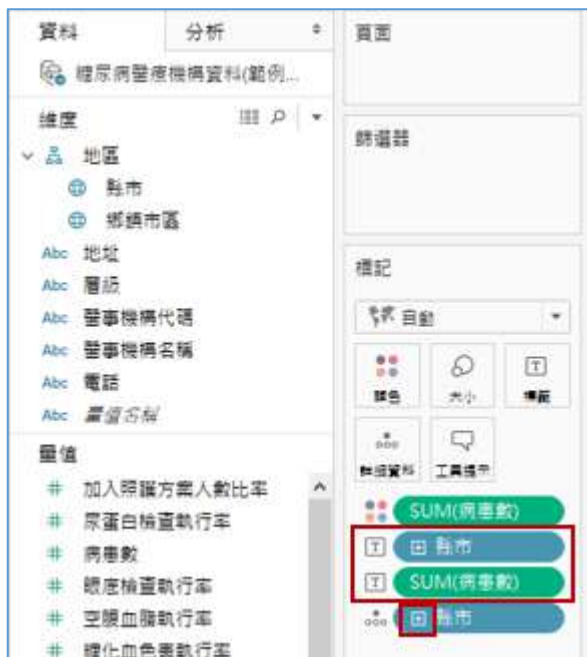 資料
分析
糖尿病醫療機構資料(範例...
維度
地區
縣市
鄉鎮市區
Abc 地址
Abc 層級
Abc 醫事機構代碼
Abc 醫事機構名稱
Abc 電話
Abc 量值名稱
量值
# 加入照護方案人數比率
# 尿蛋白檢查執行率
# 病患數
# 眼底檢查執行率
# 空腹血脂執行率
# 糖化血色素執行率
頁面
篩選器
標記
自動
顏色
大小
T
標籤
詳細資料
工具提示
SUM(病患數)
T 縣市
T SUM(病患數)
縣市